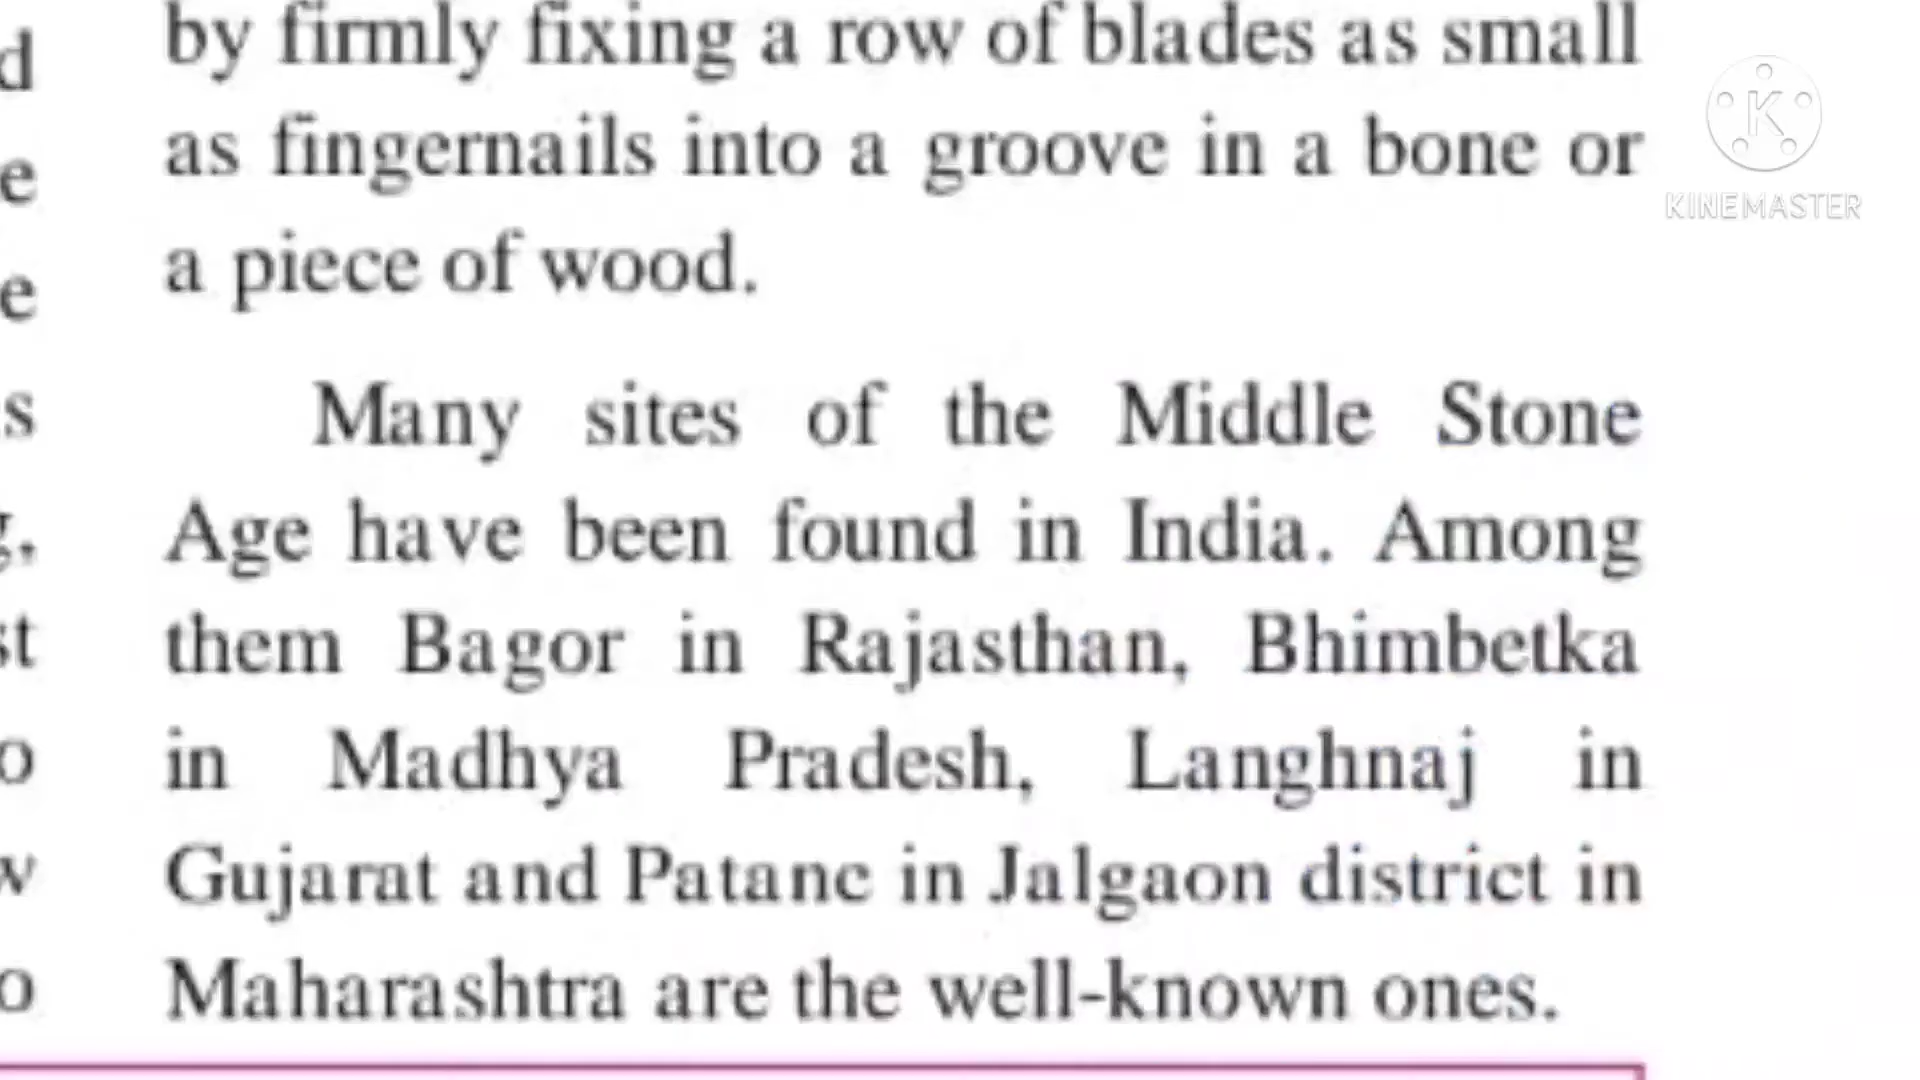 by firmly fixing a row of blades as small
as fingernails into a groove in a bone or
a piece of wood.
Many sites of the Middle Stone
Age have been found in India. Among
them Bagor in Rajasthan, Bhimbetka
in Madhya Pradesh, Langhnaj in
Gujarat and Patane in Jalgaon district in
Maharashtra are the well-known ones.
KINEMASTER